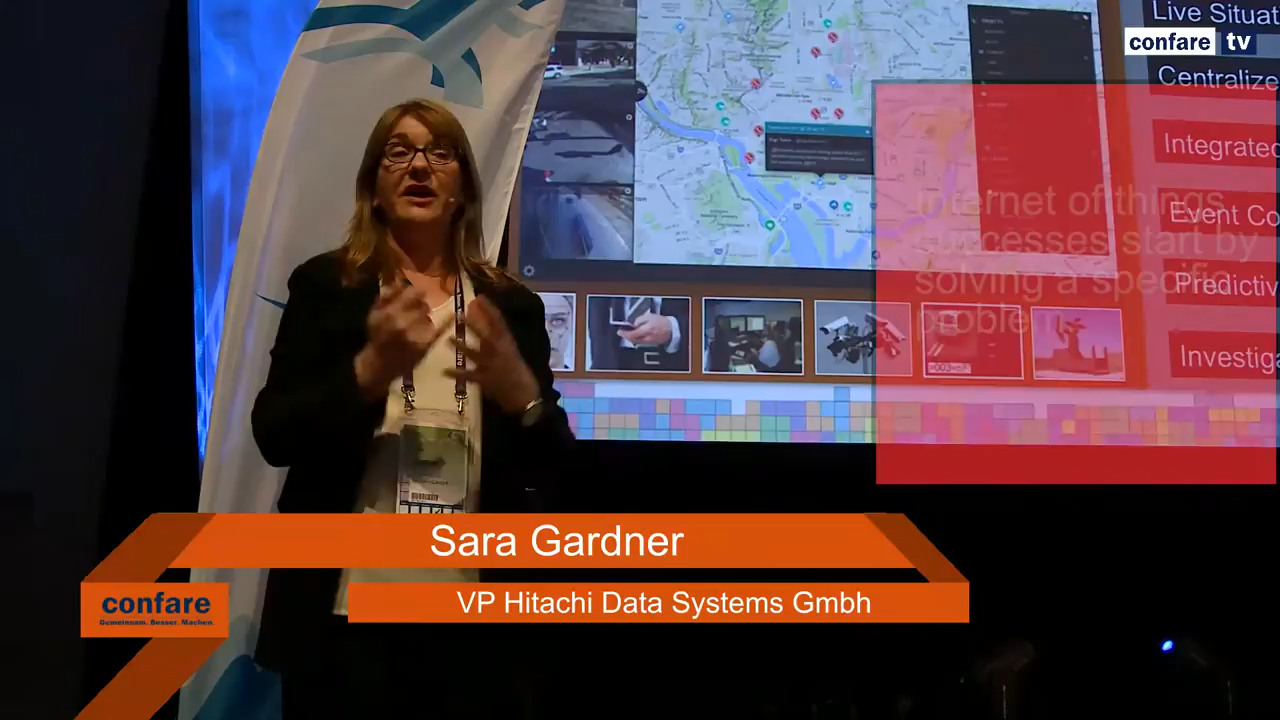 Live Situat
confare tv
Centralize
Integrated
internet of things
successes start by
solving a specific
problem
Event Co
Predictiv
Investiga
Sara Gardner
VP Hitachi Data Systems Gmbh
confare
Gemeinsam. Besser. Machen.